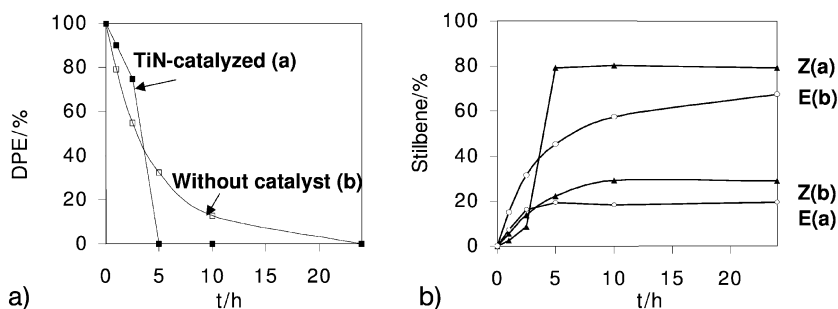 100
80
60
40
20
0
DPE/%
TiN-catalyzed (a)
Without catalyst (b)
0 5 10 15 20
t/h
a)
100
80
60
40
20
0
Stilbene/%
Z(a)
E(b)
Z(b)
E(a)
0 5 10 15 20
t/h
b)